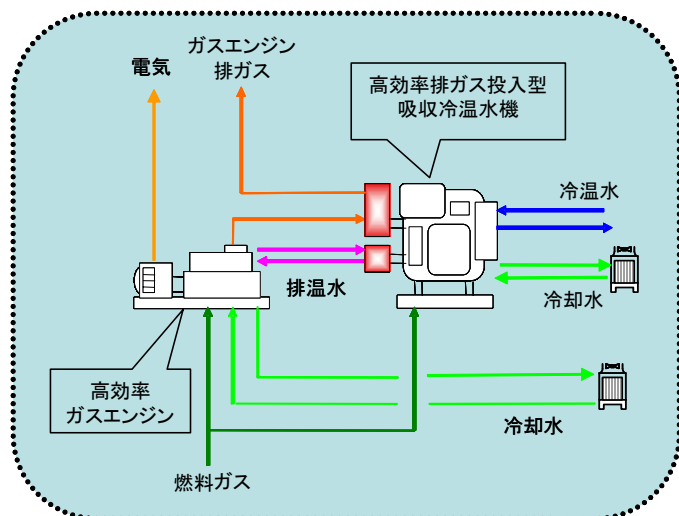 ガスエンジン
排ガス
電気
高効率排ガス投入型
吸収冷温水機
冷温水
排温水
冷却水
高効率
ガスエンジン
冷却水
燃料ガス